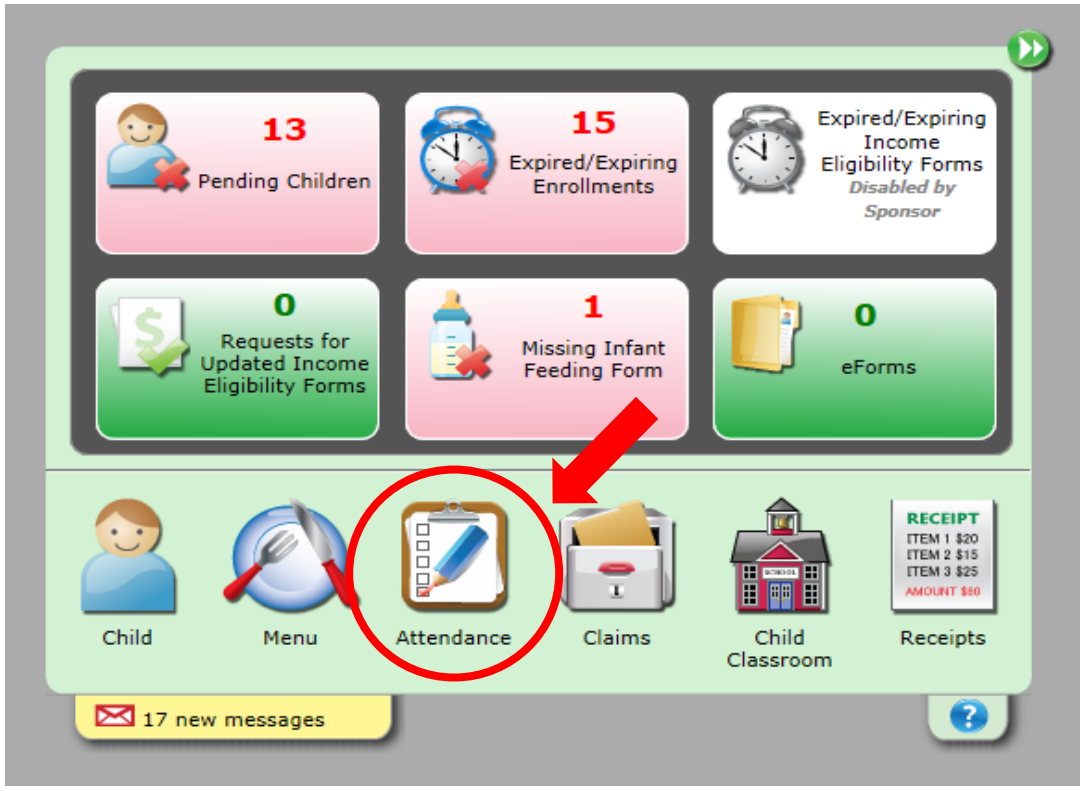 13
Pending Children
15
Expired/Expiring
Enrollments
Expired/Expiring
Income
Eligibility Forms
Disabled by
Sponsor
0
Requests for
Updated Income
Eligibility Forms
1
Missing Infant
Feeding Form
0
eForms
Child
Menu
Attendance
Claims
SCHOOL
Child
Classroom
RECEIPT
ITEM 1 $20
ITEM 2 $15
ITEM 3 $25
AMOUNT $60
Receipts
17 new messages
?